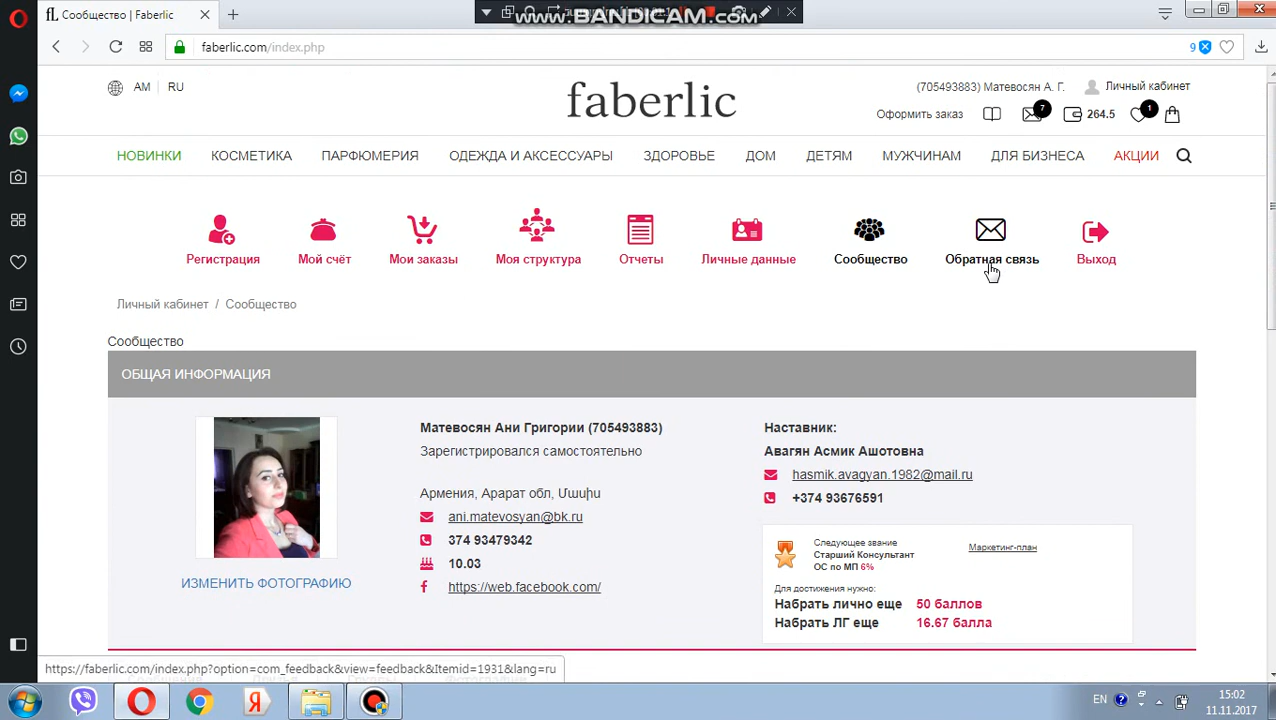 Сообщество | Faberlic
www.BANDICAM.com
faberlic.com/index.php
9
AM RU
faberlic
(705493883) Матевосян А. Г.
Личный кабинет
Оформить заказ
7
264.5
1
НОВИНКИ КОСМЕТИКА ПАРФЮМЕРИЯ ОДЕЖДА И АКСЕССУАРЫ ЗДОРОВЬЕ ДОМ ДЕТЯМ МУЖЧИНАМ ДЛЯ БИЗНЕСА АКЦИИ
Регистрация Мой счёт Мои заказы Моя структура Отчеты Личные данные Сообщество Обратная связь Выход
Личный кабинет / Сообщество
Сообщество
ОБЩАЯ ИНФОРМАЦИЯ
ИЗМЕНИТЬ ФОТОГРАФИЮ
Матевосян Ани Григории (705493883)
Зарегистрировался самостоятельно
Армения, Арарат обл, Մասիս
ani.matevosyan@bk.ru
374 93479342
10.03
https://web.facebook.com/
Наставник:
Авагян Асмик Ашотовна
hasmik.avagyan.1982@mail.ru
+374 93676591
Следующее звание
Старший Консультант
ОС по МП 6%
Маркетинг-план
Для достижения нужно:
Набрать лично еще 50 баллов
Набрать ЛГ еще 16.67 балла
https://faberlic.com/index.php?option=com_feedback&view=feedback&Itemid=1931&lang=ru
EN
15:02
11.11.2017